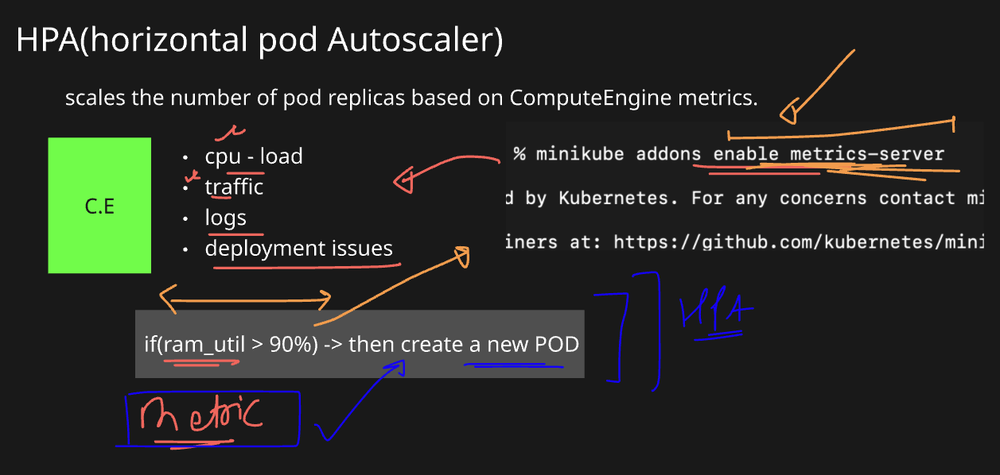 HPA(horizontal pod Autoscaler)
scales the number of pod replicas based on ComputeEngine metrics.
C.E
• cpu - load
• traffic
• logs
• deployment issues
% minikube addons enable metrics-server
d by Kubernetes. For any concerns contact mi
iners at: https://github.com/kubernetes/mini
if(ram_util > 90%) -> then create a new POD
HPA
metric